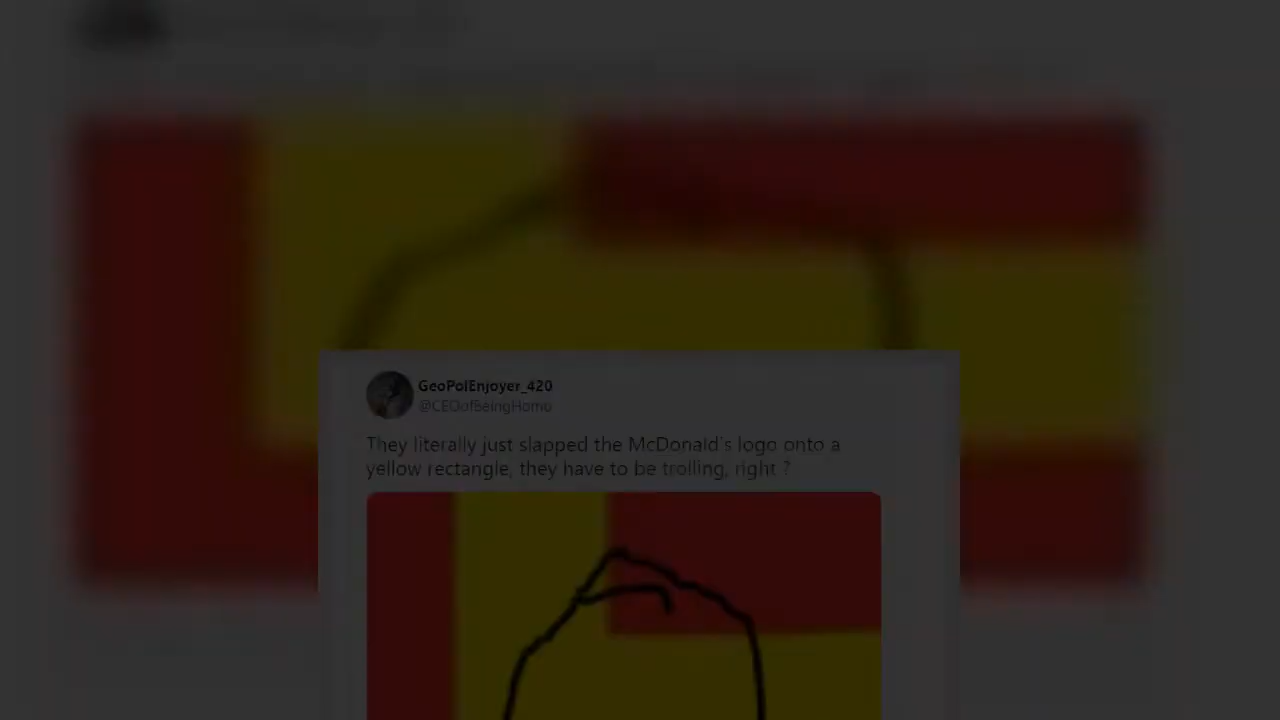 GeoPolEnjoyer_420
@CEOofBeingHomo
They literally just slapped the McDonald's logo onto a
yellow rectangle, they have to be trolling, right ?